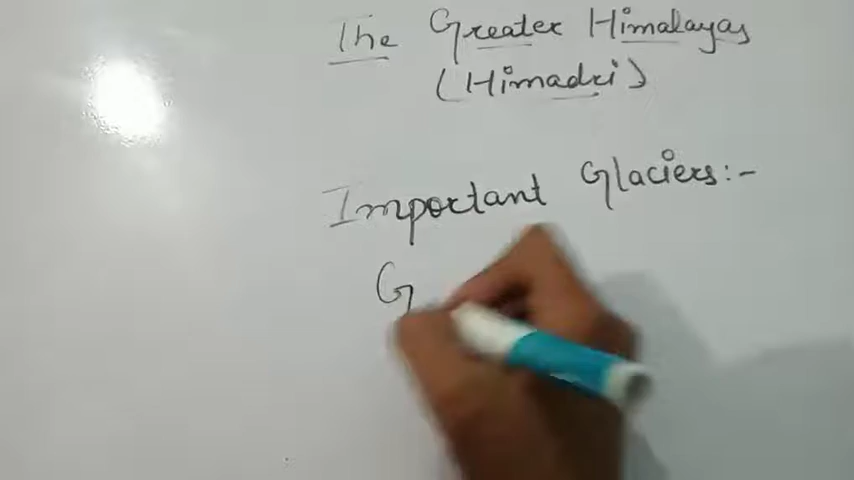 The Greater Himalayas
(Himadri)
Important Glaciers:-
G